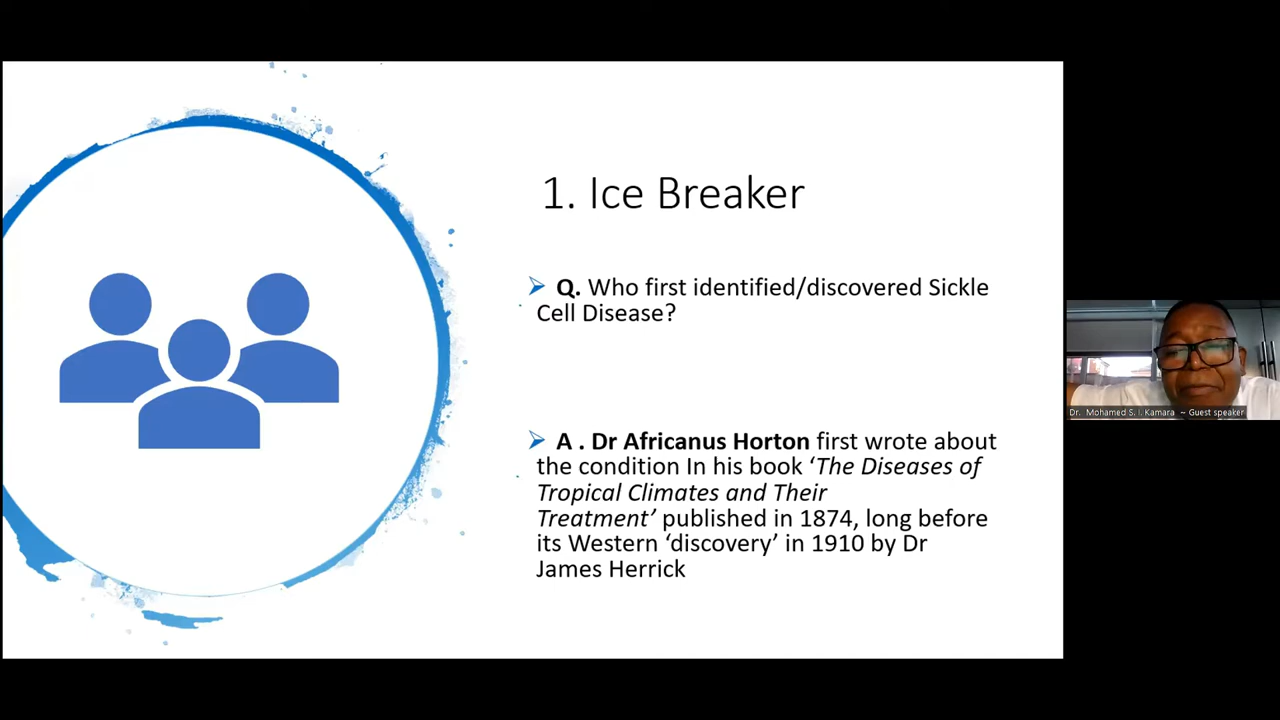 1. Ice Breaker
Q. Who first identified/discovered Sickle
Cell Disease?
A . Dr Africanus Horton first wrote about
the condition In his book ‘The Diseases of
Tropical Climates and Their
Treatment’ published in 1874, long before
its Western ‘discovery’ in 1910 by Dr
James Herrick
Dr. Mohamed S. I. Kamara ~ Guest speaker